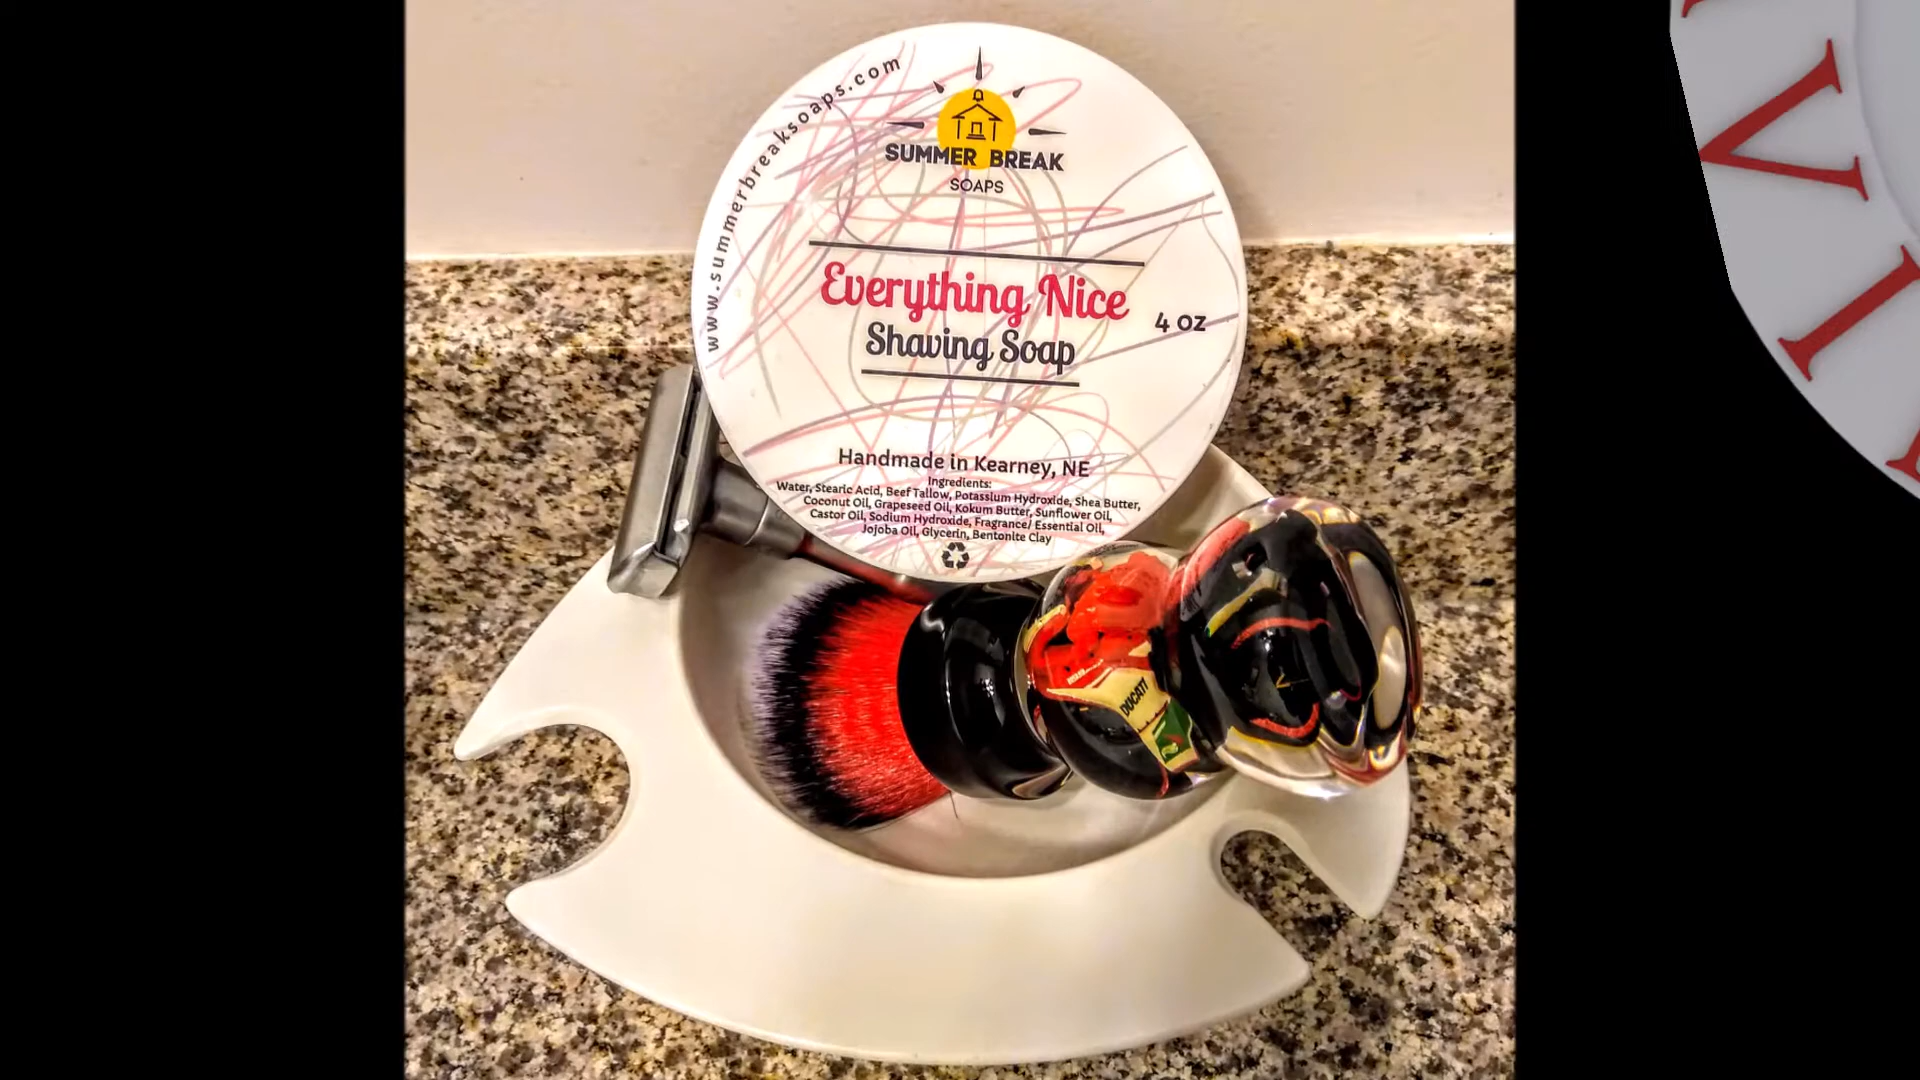 www.summerbreaksoaps.com
SUMMER BREAK
SOAPS
Everything Nice
Shaving Soap
4 oz
Handmade in Kearney, NE
Ingredients:
Water, Stearic Acid, Beef Tallow, Potassium Hydroxide, Shea Butter,
Coconut Oil, Grapeseed Oil, Kokum Butter, Sunflower Oil,
Castor Oil, Sodium Hydroxide, Fragrance/ Essential Oil,
Jojoba Oil, Glycerin, Bentonite Clay
DUCATI
VI